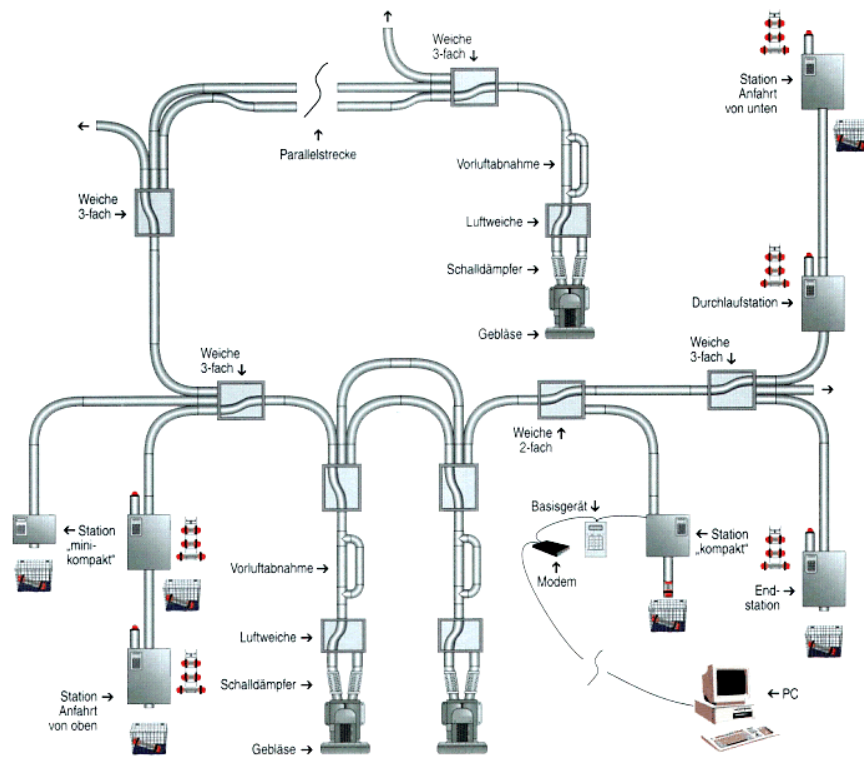 Weiche
3-fach ↓
Station →
Anfahrt
von unten
←
↑
Parallelstrecke
Vorluftabnahme →
Weiche
3-fach →
Luftweiche →
Schalldämpfer →
Durchlaufstation →
Gebläse →
Weiche
3-fach ↓
Weiche
3-fach ↓
→
Weiche ↑
2-fach
← Station
„mini-
kompakt"
Basisgerät ↓
← Station
„kompakt"
↑
Modem
Vorluftabnahme →
End- →
station
Luftweiche →
Station →
Anfahrt
von oben
Schalldämpfer →
← PC
Gebläse →